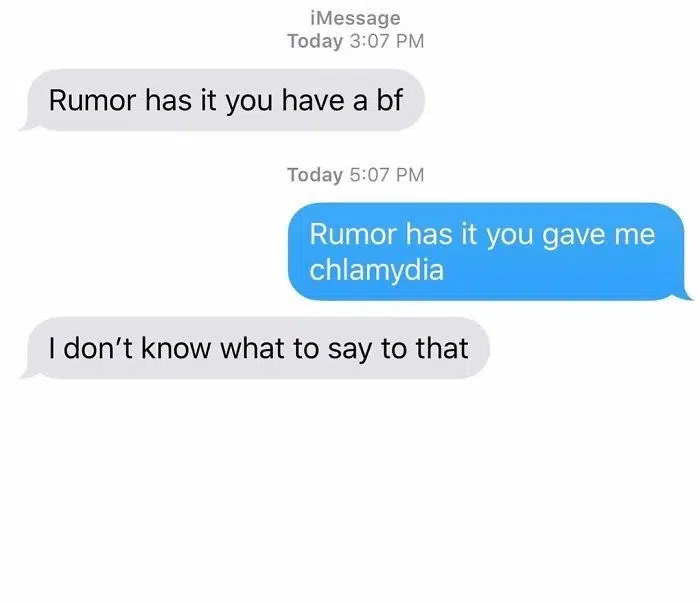 iMessage
Today 3:07 PM
Rumor has it you have a bf
Today 5:07 PM
Rumor has it you gave me
chlamydia
I don’t know what to say to that